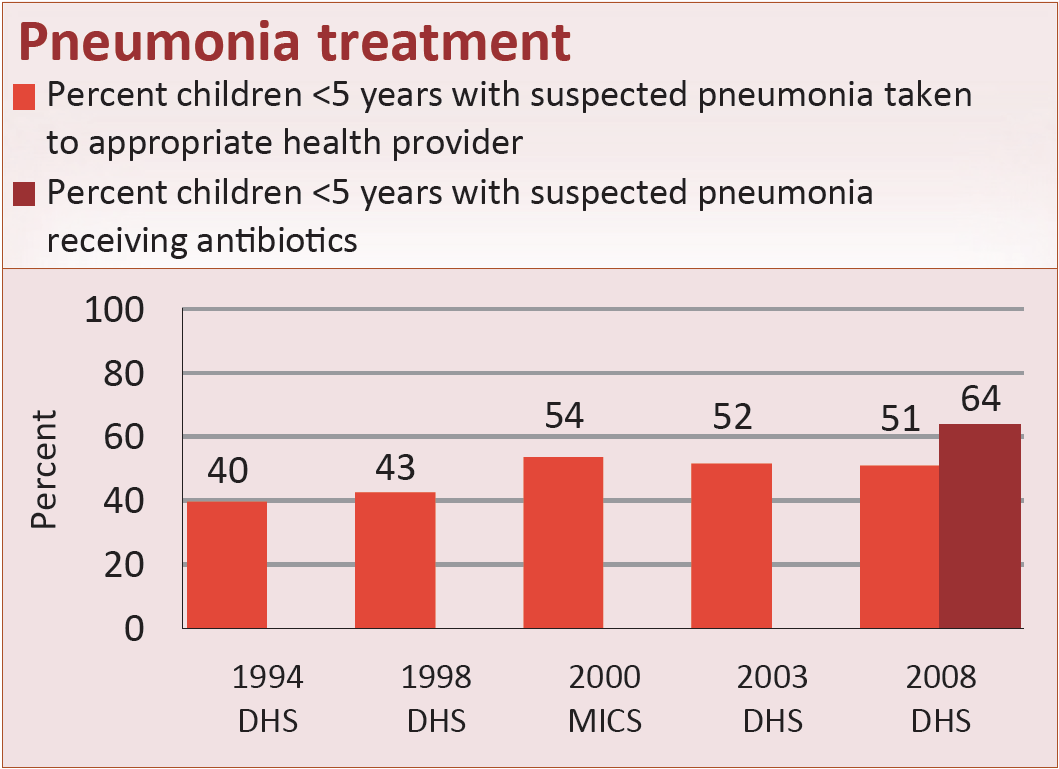 Pneumonia treatment
Percent children <5 years with suspected pneumonia taken
to appropriate health provider
Percent children <5 years with suspected pneumonia
receiving antibiotics
100
80
60
40
20
0
Percent
40
43
54
52
51
64
1994
DHS
1998
DHS
2000
MICS
2003
DHS
2008
DHS